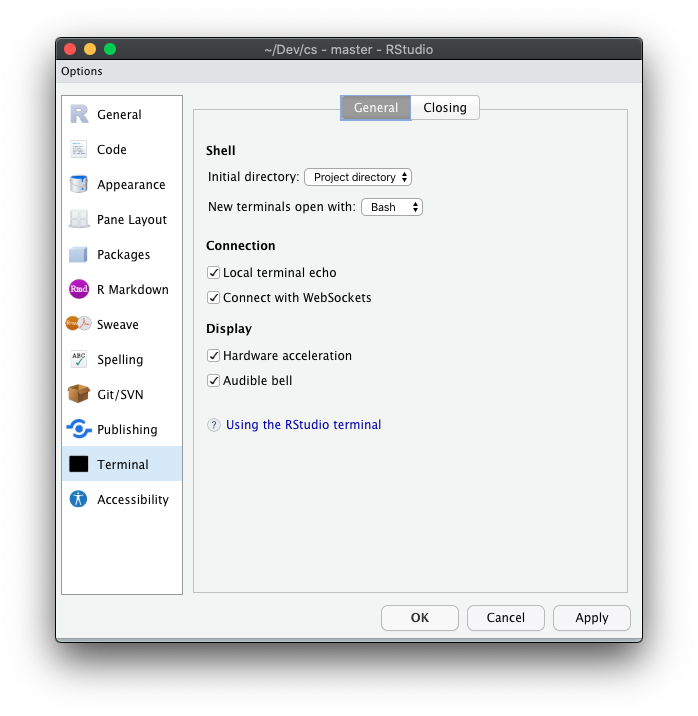 ~/Dev/cs - master - RStudio
Options
General
Code
Appearance
Pane Layout
Packages
Rmd R Markdown
Sweave
ABC Spelling
Git/SVN
Publishing
Terminal
Accessibility
General Closing
Shell
Initial directory: Project directory
New terminals open with: Bash
Connection
Local terminal echo
Connect with WebSockets
Display
Hardware acceleration
Audible bell
? Using the RStudio terminal
OK Cancel Apply